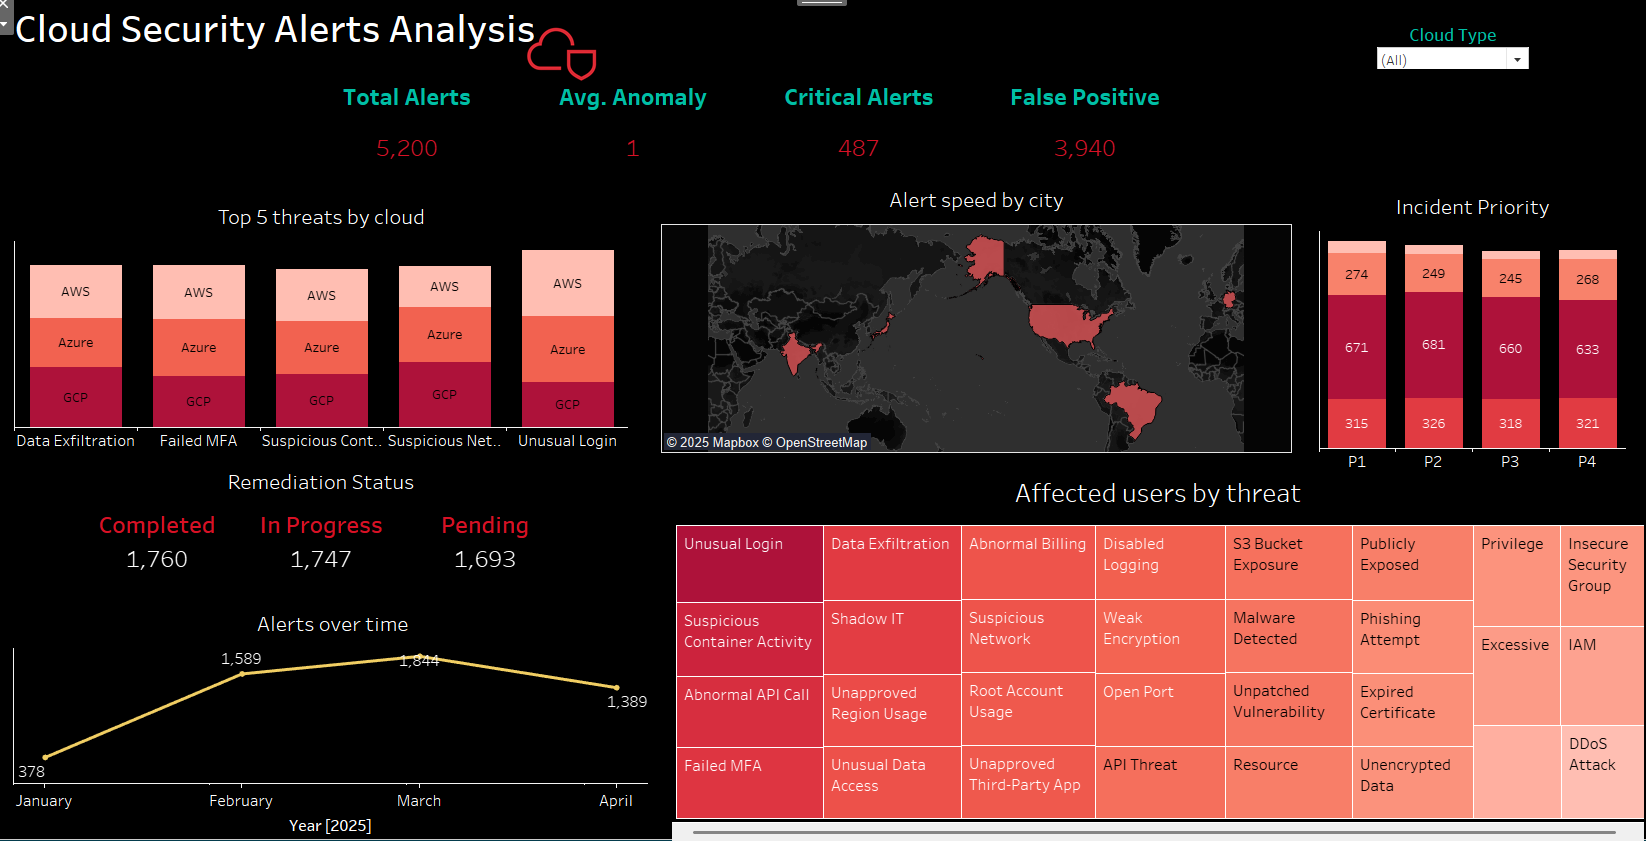 Cloud Security Alerts Analysis
Cloud Type
(All)
Total Alerts
Avg. Anomaly
Critical Alerts
False Positive
5,200
1
487
3,940
Top 5 threats by cloud
AWS
AWS
AWS
AWS
AWS
Azure
Azure
Azure
Azure
Azure
GCP
GCP
GCP
GCP
GCP
Data Exfiltration
Failed MFA
Suspicious Cont..
Suspicious Net..
Unusual Login
Alert speed by city
© 2025 Mapbox © OpenStreetMap
Incident Priority
274
249
245
268
671
681
660
633
315
326
318
321
P1
P2
P3
P4
Remediation Status
Completed
In Progress
Pending
1,760
1,747
1,693
Alerts over time
378
1,589
1,844
1,389
January
February
March
April
Year [2025]
Affected users by threat
Unusual Login
Suspicious
Container Activity
Abnormal API Call
Failed MFA
Data Exfiltration
Shadow IT
Unapproved
Region Usage
Unusual Data
Access
Abnormal Billing
Suspicious
Network
Root Account
Usage
Unapproved
Third-Party App
Disabled
Logging
Weak
Encryption
Open Port
API Threat
S3 Bucket
Exposure
Malware
Detected
Unpatched
Vulnerability
Resource
Publicly
Exposed
Phishing
Attempt
Expired
Certificate
Unencrypted
Data
Privilege
Excessive
Insecure
Security
Group
IAM
DDoS
Attack